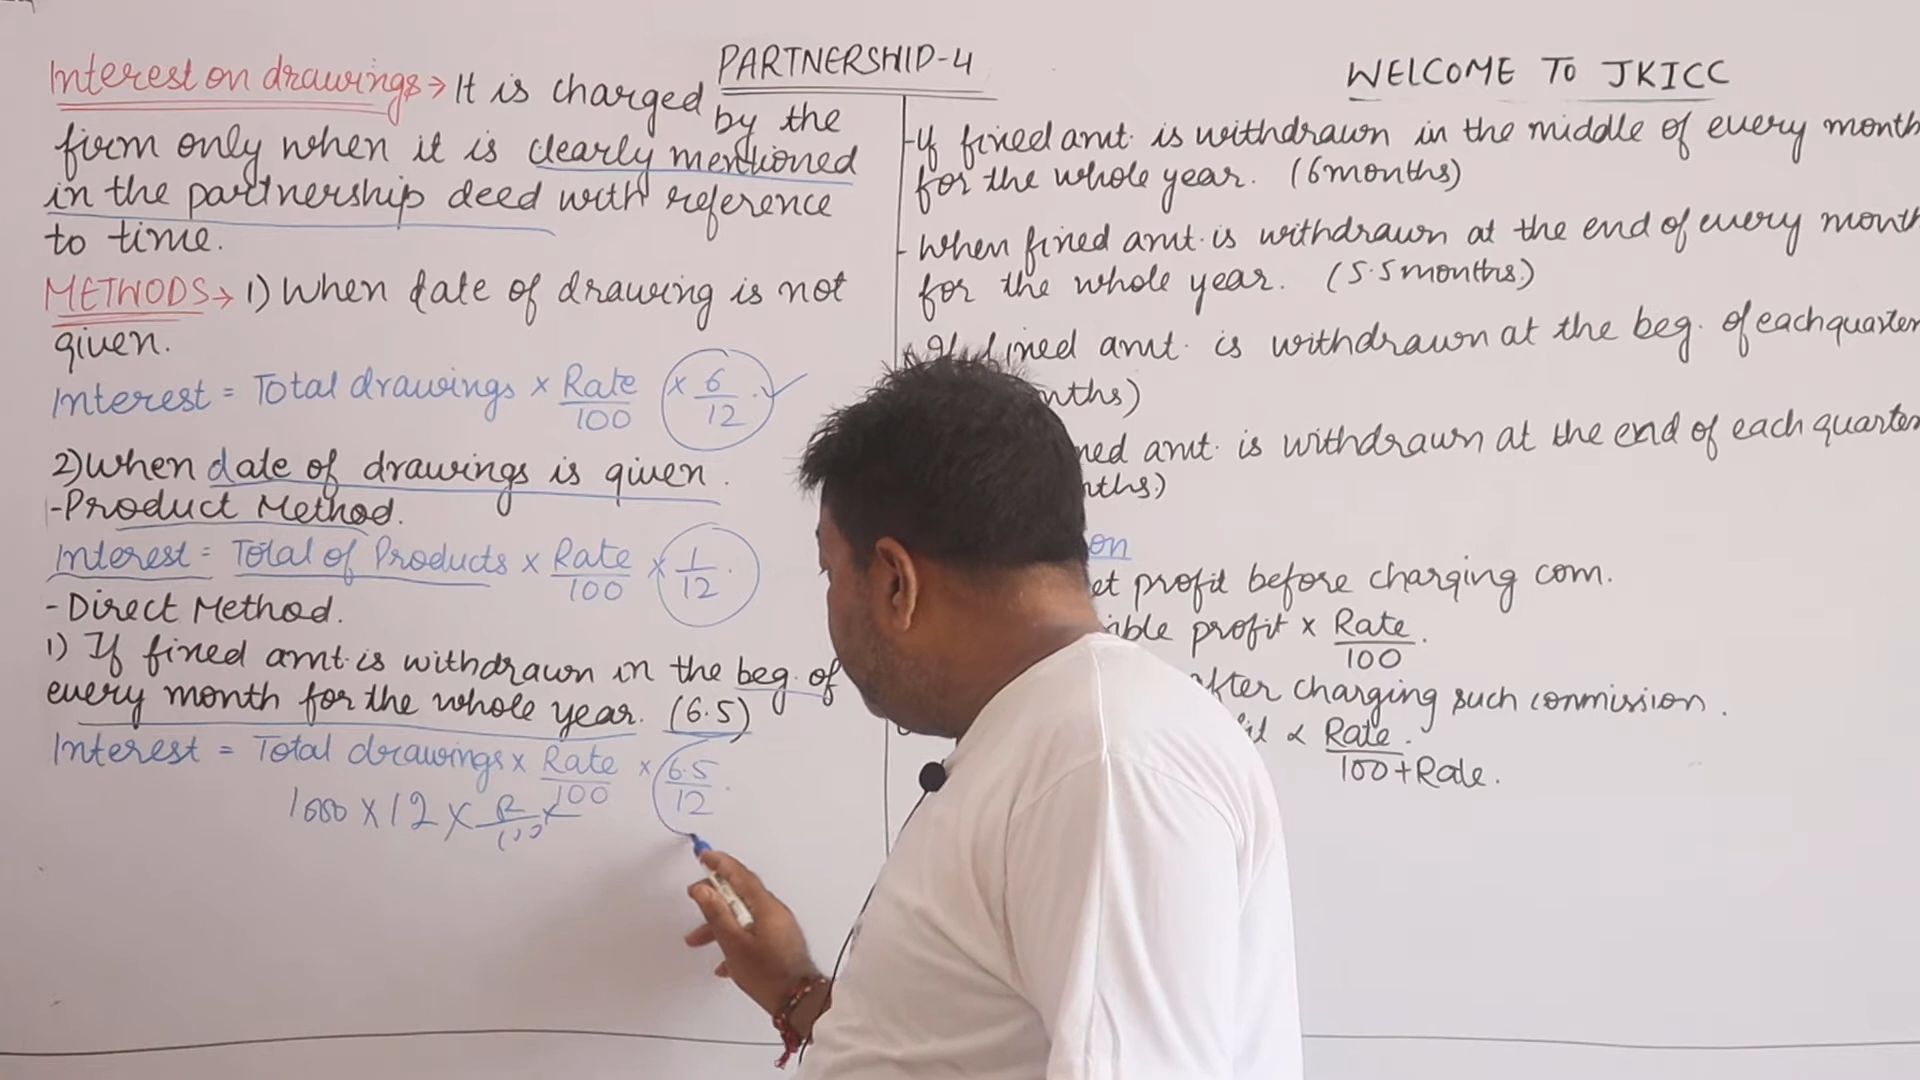 PARTNERSHIP-4
WELCOME TO JKICC
Interest on drawings → It is charged
by the
firm only when it is clearly mentioned
in the partnership deed with reference
to time.
METHODS → 1) When date of drawing is not
given.
Interest = Total drawings × Rate/100 × 6/12.
2) When date of drawings is given.
- Product Method.
Interest = Total of Products × Rate/100 × 1/12.
- Direct Method.
1) If fixed amt. is withdrawn in the beg. of
every month for the whole year. (6.5)
Interest = Total drawings × Rate/100 × 6.5/12.
1000 × 12 × R/100 ×
- If fixed amt. is withdrawn in the middle of every month
for the whole year. (6 months)
- When fixed amt. is withdrawn at the end of every month
for the whole year. (5.5 months.)
fixed amt. is withdrawn at the beg. of each quarter
nths)
xed amt. is withdrawn at the end of each quarter
nths.)
on
et profit before charging com.
ible profit × Rate/100.
after charging such commission.
it × Rate/100+Rate.